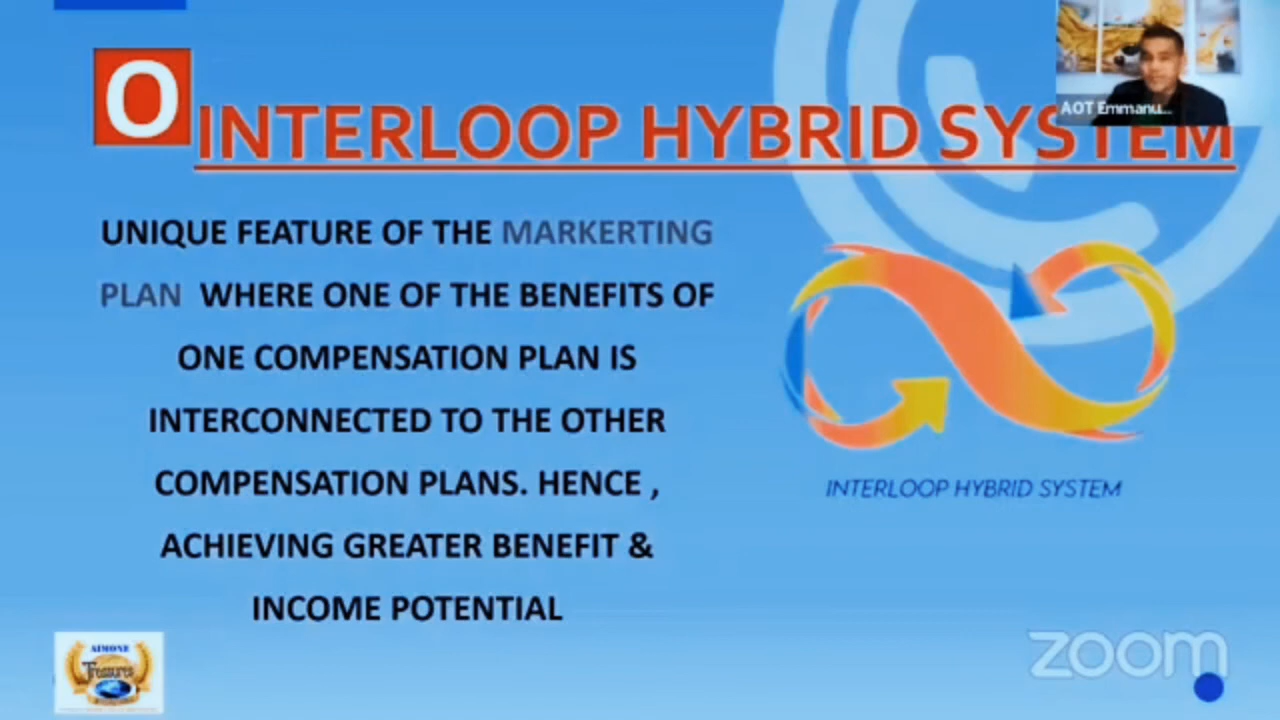 AOT Emmanu...
O INTERLOOP HYBRID SYSTEM
UNIQUE FEATURE OF THE MARKERTING
PLAN WHERE ONE OF THE BENEFITS OF
ONE COMPENSATION PLAN IS
INTERCONNECTED TO THE OTHER
COMPENSATION PLANS. HENCE ,
ACHIEVING GREATER BENEFIT &
INCOME POTENTIAL
INTERLOOP HYBRID SYSTEM
AIMONE
Treasures
zoom